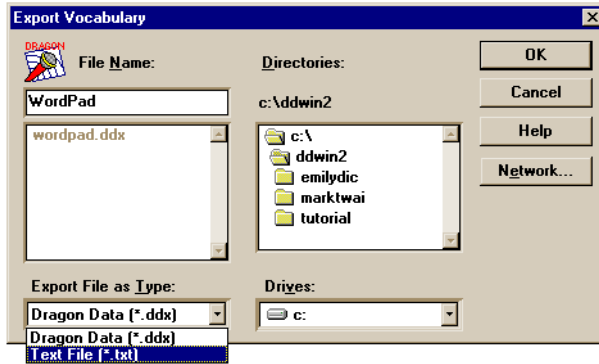 Export Vocabulary
DRAGON
File Name:
WordPad
wordpad.ddx
Directories:
c:\ddwin2
c:\
ddwin2
emilydic
marktwai
tutorial
OK
Cancel
Help
Network...
Export File as Type:
Dragon Data (*.ddx)
Dragon Data (*.ddx)
Text File (*.txt)
Drives:
c: